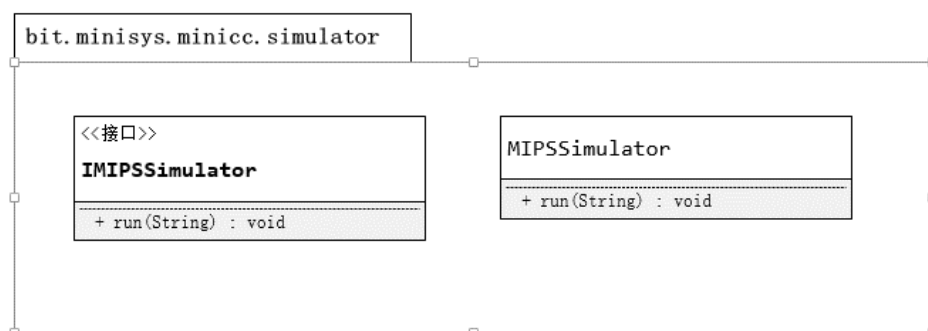 bit.minisys.minicc.simulator
<<接口>>
IMIPSSimulator
+ run(String) : void
MIPSSimulator
+ run(String) : void